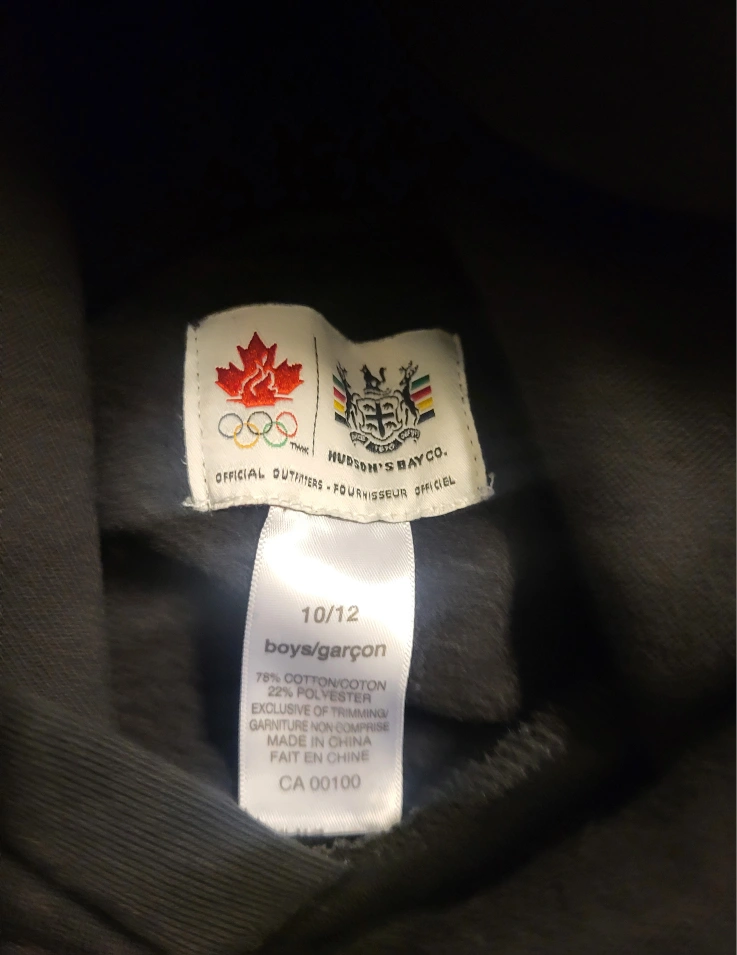 TM/MC
HUDSON'S BAY CO.
OFFICIAL OUTFITTERS - FOURNISSEUR OFFICIEL
10/12
boys/garçon
78% COTTON/COTON
22% POLYESTER
EXCLUSIVE OF TRIMMING/
GARNITURE NON COMPRISE
MADE IN CHINA
FAIT EN CHINE
CA 00100